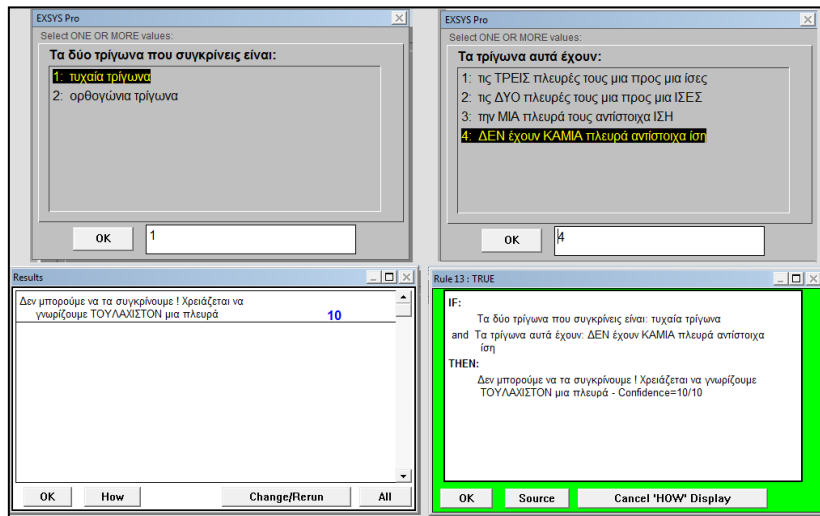 EXSYS Pro
Select ONE OR MORE values:
Τα δύο τρίγωνα που συγκρίνεις είναι:
1: τυχαία τρίγωνα
2: ορθογώνια τρίγωνα
OK
1
EXSYS Pro
Select ONE OR MORE values:
Τα τρίγωνα αυτά έχουν:
1: τις ΤΡΕΙΣ πλευρές τους μια προς μια ίσες
2: τις ΔΥΟ πλευρές τους μια προς μια ΙΣΕΣ
3: την ΜΙΑ πλευρά τους αντίστοιχα ΙΣΗ
4: ΔΕΝ έχουν ΚΑΜΙΑ πλευρά αντίστοιχα ίση
OK
4
Results
Δεν μπορούμε να τα συγκρίνουμε ! Χρειάζεται να
γνωρίζουμε ΤΟΥΛΑΧΙΣΤΟΝ μια πλευρά 10
OK How Change/Rerun All
Rule 13 : TRUE
IF:
Τα δύο τρίγωνα που συγκρίνεις είναι: τυχαία τρίγωνα
and Τα τρίγωνα αυτά έχουν: ΔΕΝ έχουν ΚΑΜΙΑ πλευρά αντίστοιχα
ίση
THEN:
Δεν μπορούμε να τα συγκρίνουμε ! Χρειάζεται να γνωρίζουμε
ΤΟΥΛΑΧΙΣΤΟΝ μια πλευρά - Confidence=10/10
OK Source Cancel 'HOW' Display